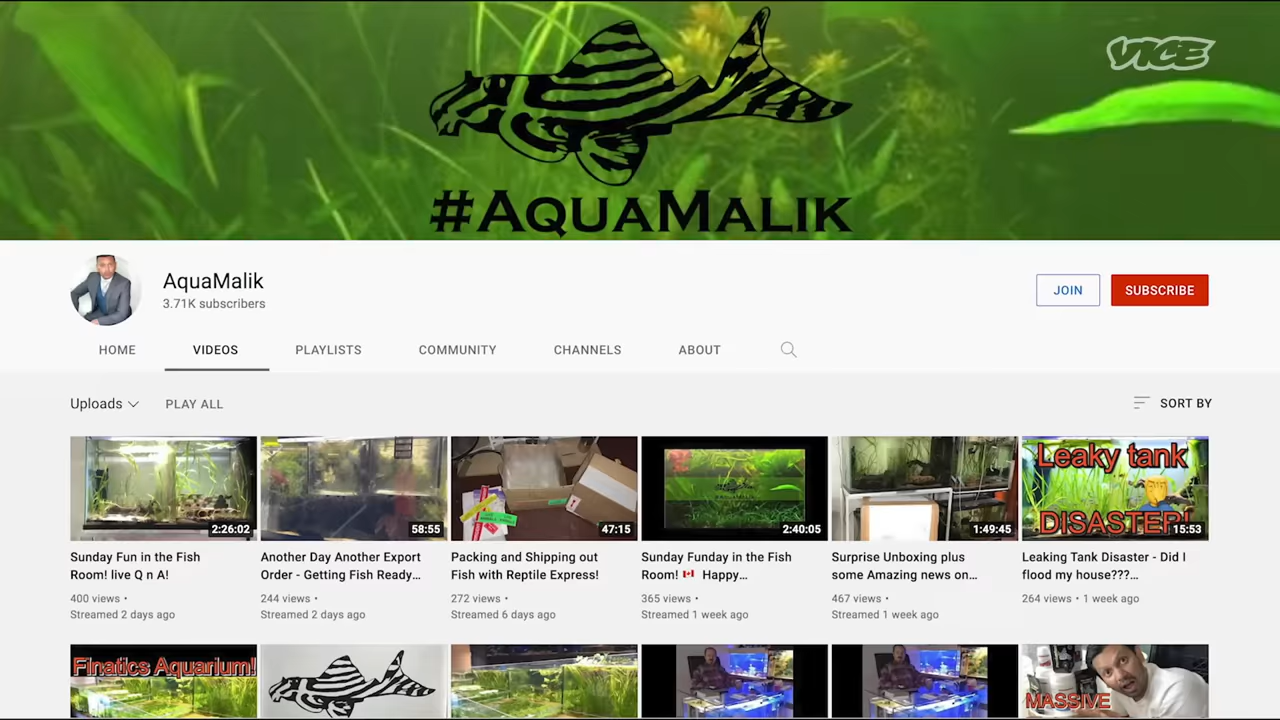 VICE
#AQUAMALIK
AquaMalik
3.71K subscribers
JOIN
SUBSCRIBE
HOME
VIDEOS
PLAYLISTS
COMMUNITY
CHANNELS
ABOUT
Uploads
PLAY ALL
SORT BY
Leaky tank
DISASTER!
2:26:02
58:55
47:15
2:40:05
1:49:45
15:53
Sunday Fun in the Fish
Room! live Q n A!
400 views •
Streamed 2 days ago
Another Day Another Export
Order - Getting Fish Ready...
244 views •
Streamed 2 days ago
Packing and Shipping out
Fish with Reptile Express!
272 views •
Streamed 6 days ago
Sunday Funday in the Fish
Room! 🇨🇦 Happy...
365 views •
Streamed 1 week ago
Surprise Unboxing plus
some Amazing news on...
467 views •
Streamed 1 week ago
Leaking Tank Disaster - Did I
flood my house???...
264 views • 1 week ago
Finatics Aquarium!
MASSIVE